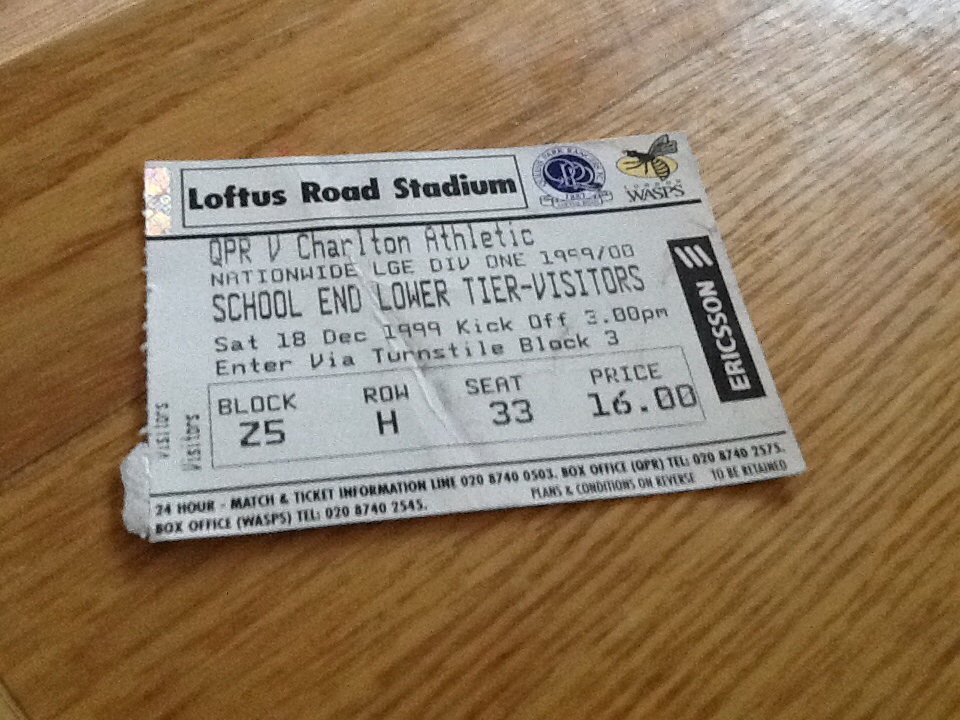 Loftus Road Stadium
LONDON
WASPS
QPR V Charlton Athletic
NATIONWIDE LGE DIV ONE 1999/00
SCHOOL END LOWER TIER-VISITORS
Sat 18 Dec 1999 Kick Off 3.00pm
Enter Via Turnstile Block 3
BLOCK ROW SEAT PRICE
Z5 H 33 16.00
Visitors
Visitors
ERICSSON
24 HOUR - MATCH & TICKET INFORMATION LINE 020 8740 0503. BOX OFFICE (QPR) TEL: 020 8740 2575.
BOX OFFICE (WASPS) TEL: 020 8740 2545.
PLANS & CONDITIONS ON REVERSE TO BE RETAINED